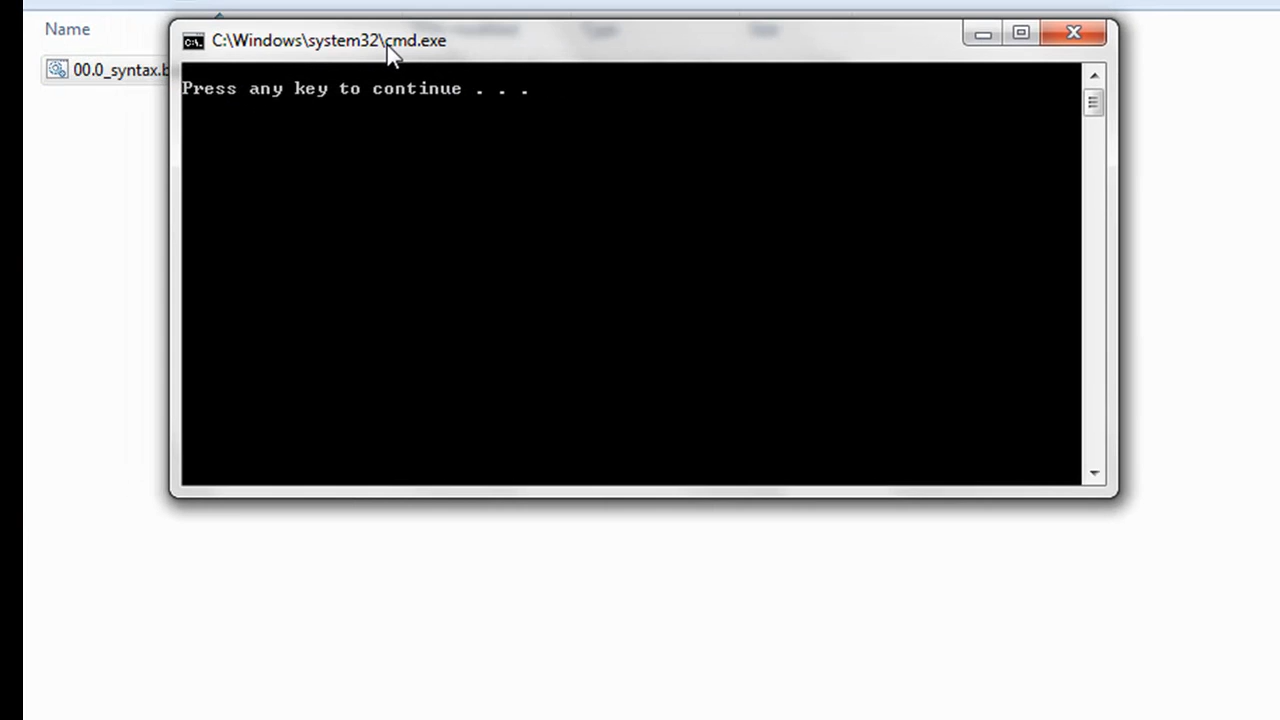 Name
C:\Windows\system32\cmd.exe
00.0_syntax.b
Press any key to continue . . .